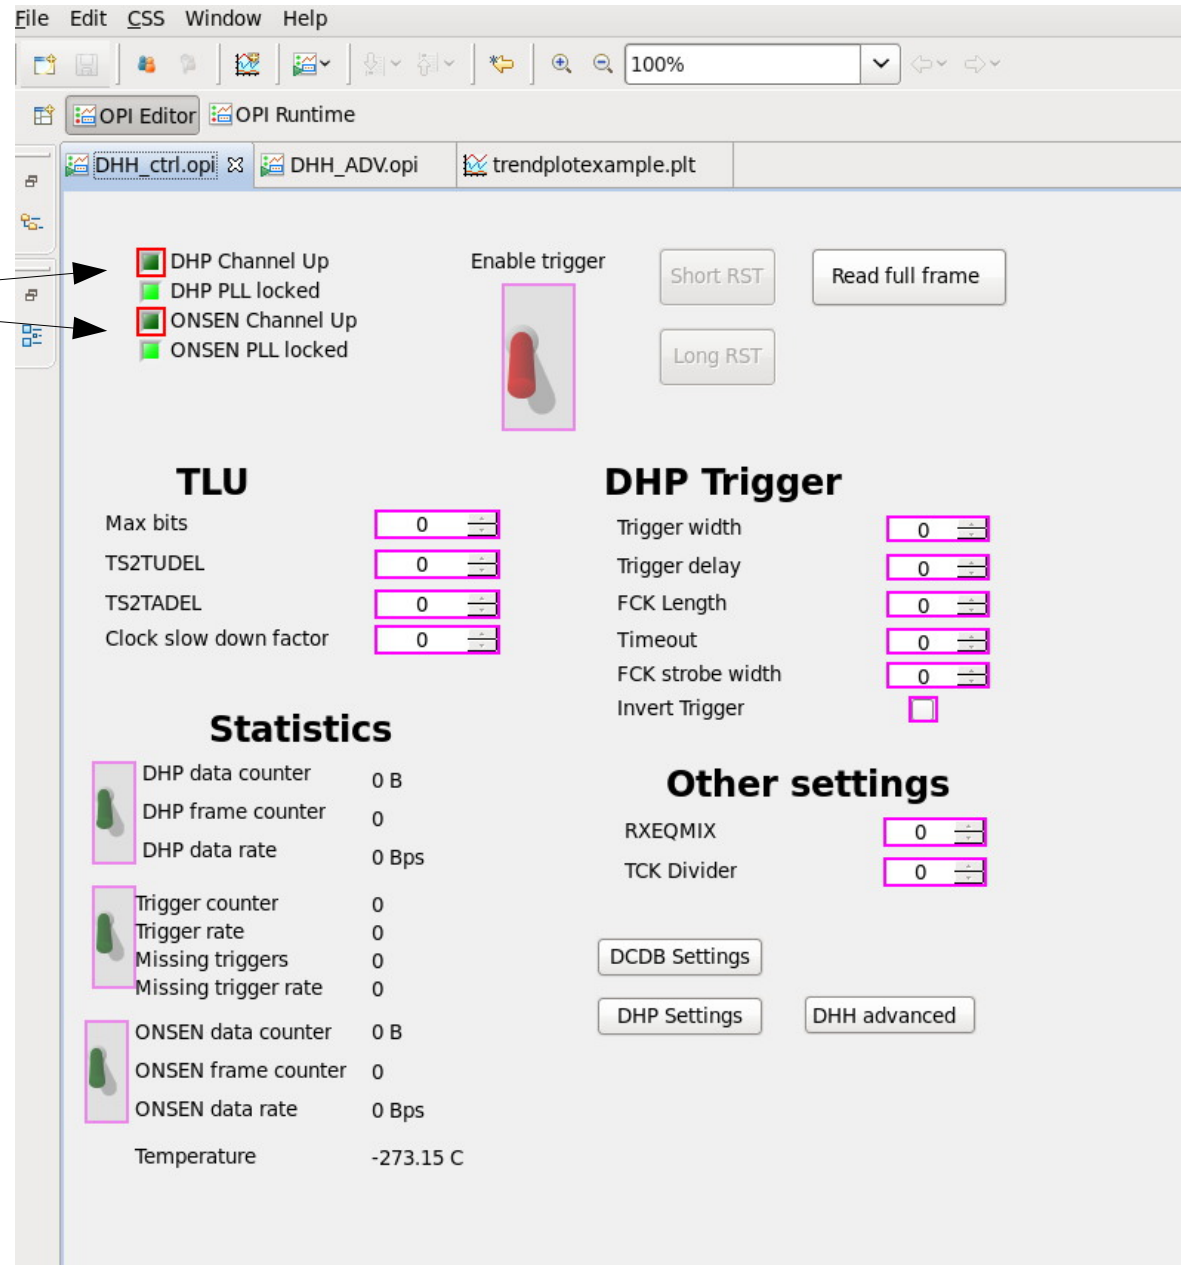 File Edit CSS Window Help
100%
OPI Editor OPI Runtime
DHH_ctrl.opi DHH_ADV.opi trendplotexample.plt
DHP Channel Up
DHP PLL locked
ONSEN Channel Up
ONSEN PLL locked
Enable trigger
Short RST
Read full frame
Long RST
TLU
Max bits 0
TS2TUDEL 0
TS2TADEL 0
Clock slow down factor 0
DHP Trigger
Trigger width 0
Trigger delay 0
FCK Length 0
Timeout 0
FCK strobe width 0
Invert Trigger
Statistics
DHP data counter 0 B
DHP frame counter 0
DHP data rate 0 Bps
Trigger counter 0
Trigger rate 0
Missing triggers 0
Missing trigger rate 0
ONSEN data counter 0 B
ONSEN frame counter 0
ONSEN data rate 0 Bps
Temperature -273.15 C
Other settings
RXEQMIX 0
TCK Divider 0
DCDB Settings
DHP Settings DHH advanced